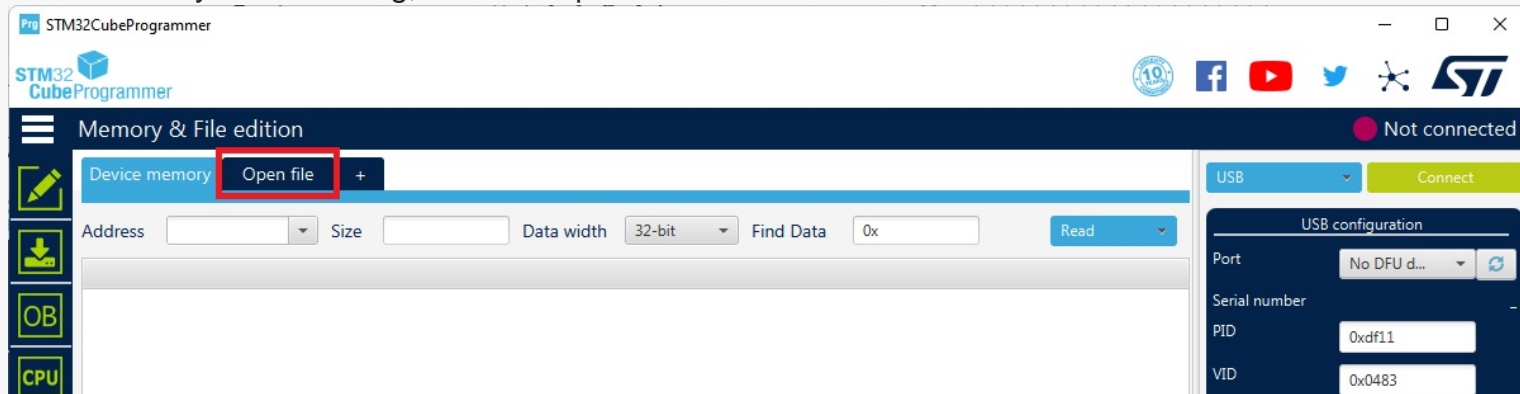 STM32CubeProgrammer
STM32
CubeProgrammer
10
Memory & File edition
Not connected
Device memory
Open file
+
USB
Connect
Address
Size
Data width
32-bit
Find Data
0x
Read
USB configuration
Port
No DFU d...
Serial number
PID
0xdf11
VID
0x0483
OB
CPU